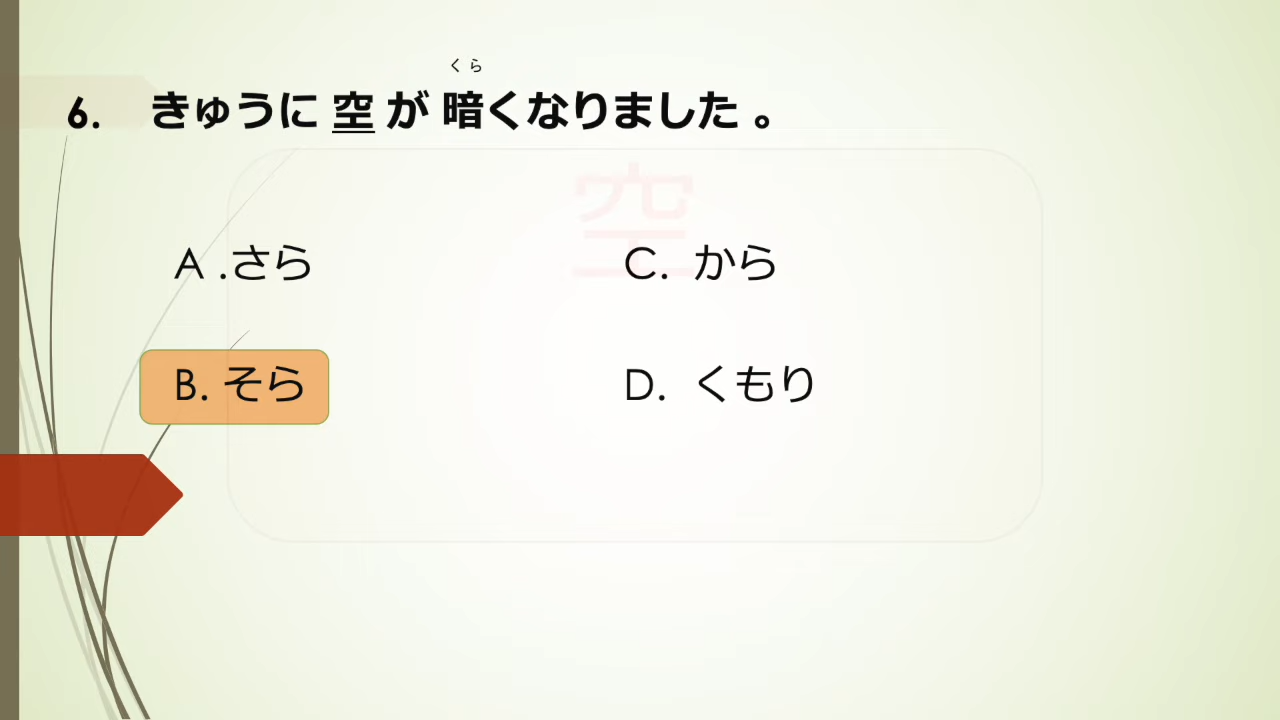 くら
6. きゅうに 空 が 暗くなりました 。
空
A .さら
C. から
B. そら
D. くもり